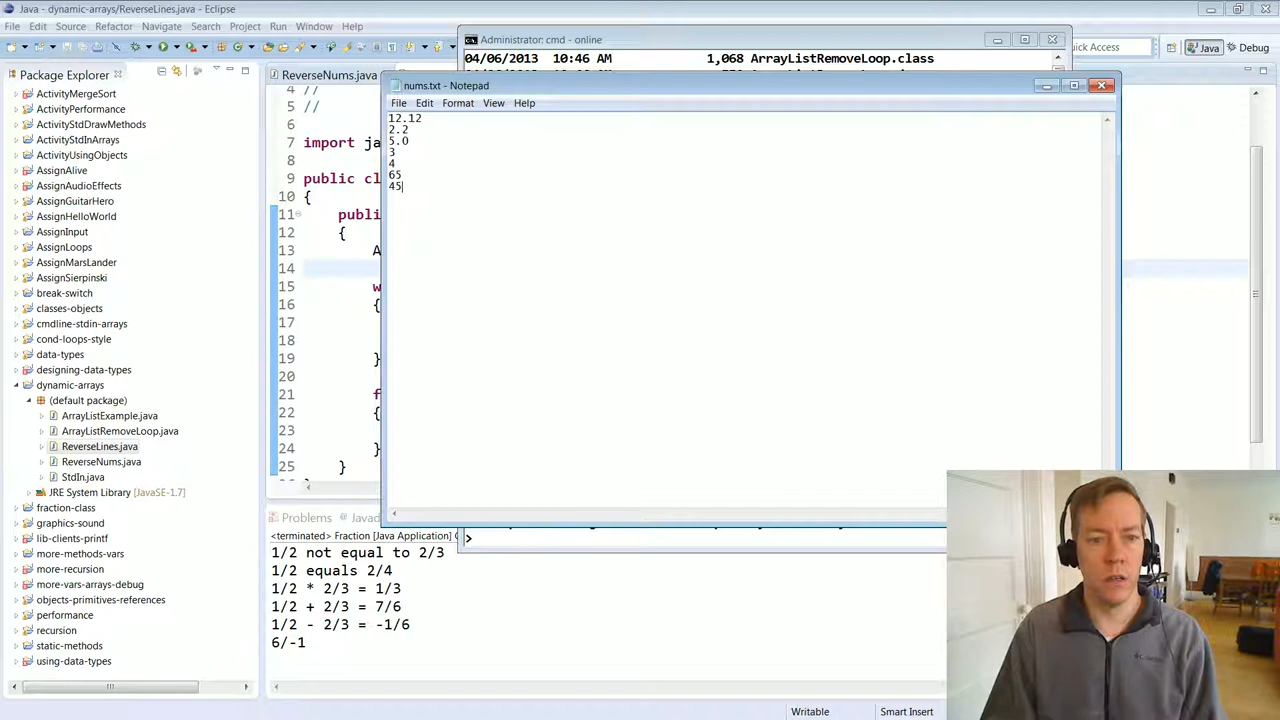 Java - dynamic-arrays/ReverseLines.java - Eclipse
File Edit Source Refactor Navigate Search Project Run Window Help
Quick Access
Java
Debug
Package Explorer
ActivityMergeSort
ActivityPerformance
ActivityStdDrawMethods
ActivityStdInArrays
ActivityUsingObjects
AssignAlive
AssignAudioEffects
AssignGuitarHero
AssignHelloWorld
AssignInput
AssignLoops
AssignMarsLander
AssignSierpinski
break-switch
classes-objects
cmdline-stdin-arrays
cond-loops-style
data-types
designing-data-types
dynamic-arrays
(default package)
ArrayListExample.java
ArrayListRemoveLoop.java
ReverseLines.java
ReverseNums.java
StdIn.java
JRE System Library [JavaSE-1.7]
fraction-class
graphics-sound
lib-clients-printf
more-methods-vars
more-recursion
more-vars-arrays-debug
objects-primitives-references
performance
recursion
static-methods
using-data-types
ReverseNums.java
4 //
5 //
6
7 import ja
8
9 public cl
10 {
11 publi
12 {
13 A
14
15 w
16 {
17
18
19 }
20
21 f
22 {
23
24 }
25 }
Administrator: cmd - online
04/06/2013 10:46 AM 1,068 ArrayListRemoveLoop.class
>
nums.txt - Notepad
File Edit Format View Help
12.12
2.2
5.0
3
4
65
45
Problems @ Javad
<terminated> Fraction [Java Application]
1/2 not equal to 2/3
1/2 equals 2/4
1/2 * 2/3 = 1/3
1/2 + 2/3 = 7/6
1/2 - 2/3 = -1/6
6/-1
Writable
Smart Insert